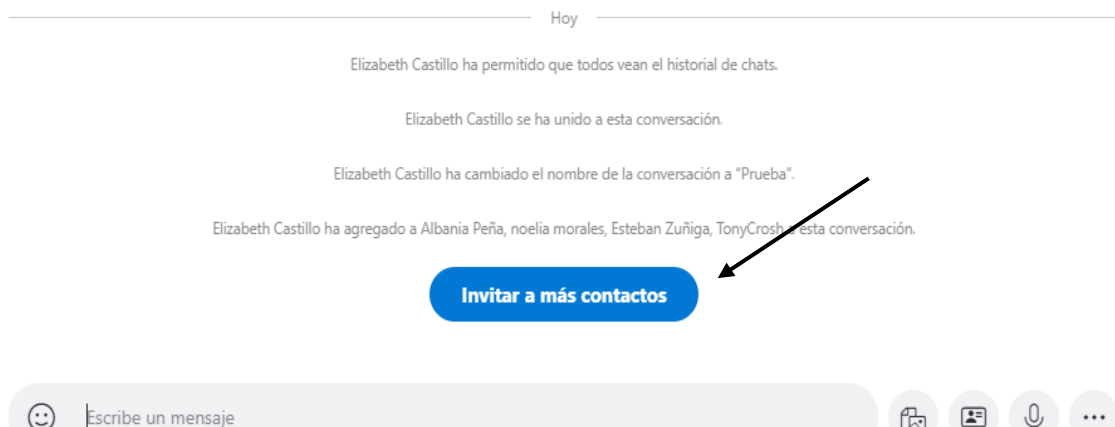 Hoy
Elizabeth Castillo ha permitido que todos vean el historial de chats.
Elizabeth Castillo se ha unido a esta conversación.
Elizabeth Castillo ha cambiado el nombre de la conversación a “Prueba”.
Elizabeth Castillo ha agregado a Albania Peña, noelia morales, Esteban Zuñiga, TonyCrosh a esta conversación.
Invitar a más contactos
Escribe un mensaje